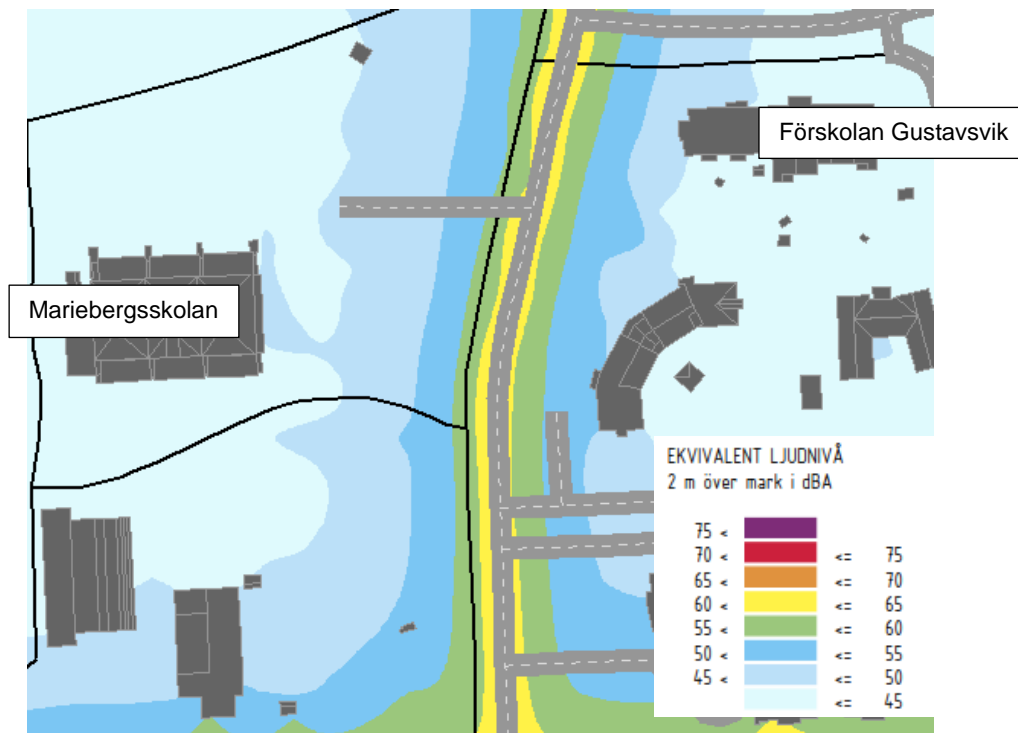 Förskolan Gustavsvik
Mariebergsskolan
EKVIVALENT LJUDNIVÅ
2 m över mark i dBA
75 <
70 < <= 75
65 < <= 70
60 < <= 65
55 < <= 60
50 < <= 55
45 < <= 50
<= 45